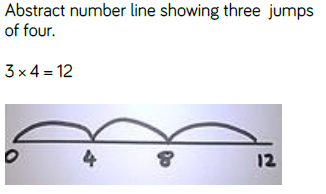 Abstract number line showing three jumps
of four.
3 × 4 = 12
0 4 8 12